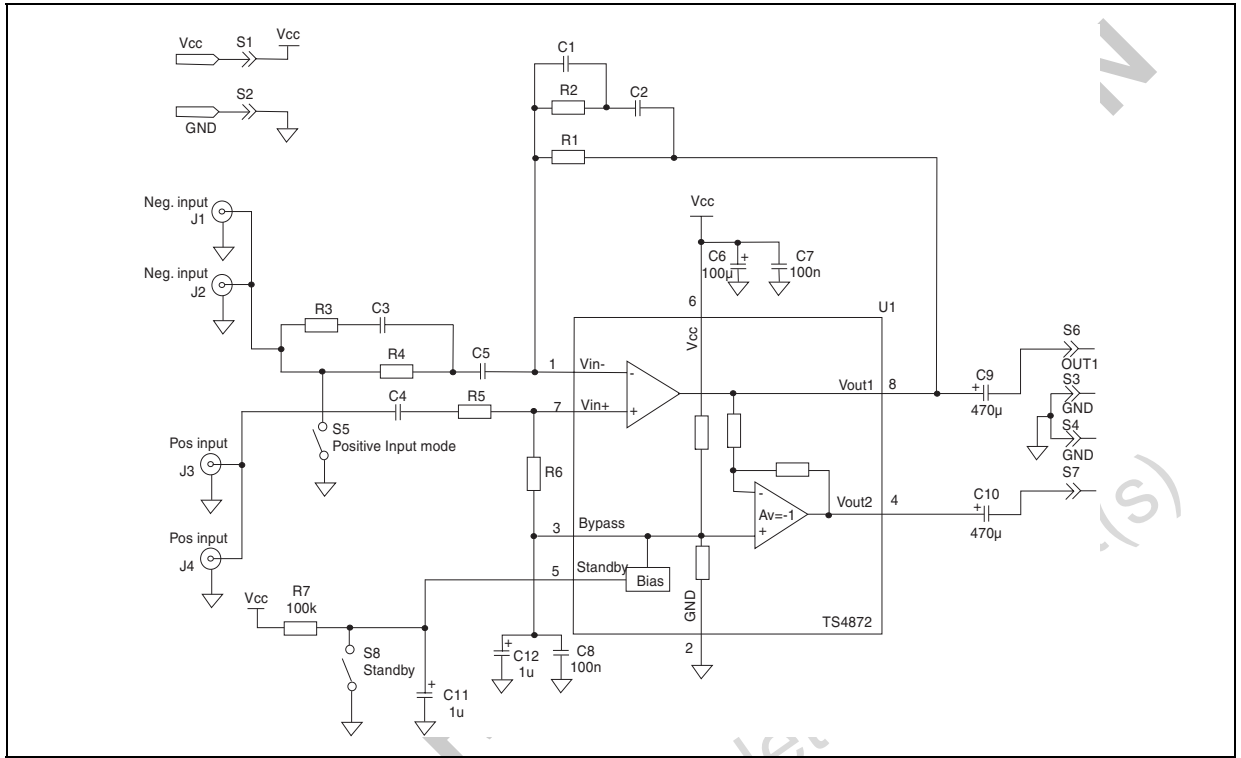 Vcc
S1
Vcc
S2
GND
C1
R2
C2
R1
Neg. input
J1
Neg. input
J2
Vcc
C6
100µ
+
C7
100n
R3
C3
R4
C5
6
Vcc
U1
1
Vin-
-
Vout1
8
C9
+
470µ
S6
OUT1
S3
GND
S4
GND
C4
R5
7
Vin+
+
S5
Positive Input mode
Pos input
J3
R6
S7
-
Av=-1
+
Vout2
4
C10
+
470µ
3
Bypass
Pos input
J4
5
Standby
Bias
GND
TS4872
Vcc
R7
100k
2
S8
Standby
+
C11
1u
+
C12
1u
C8
100n
(s)